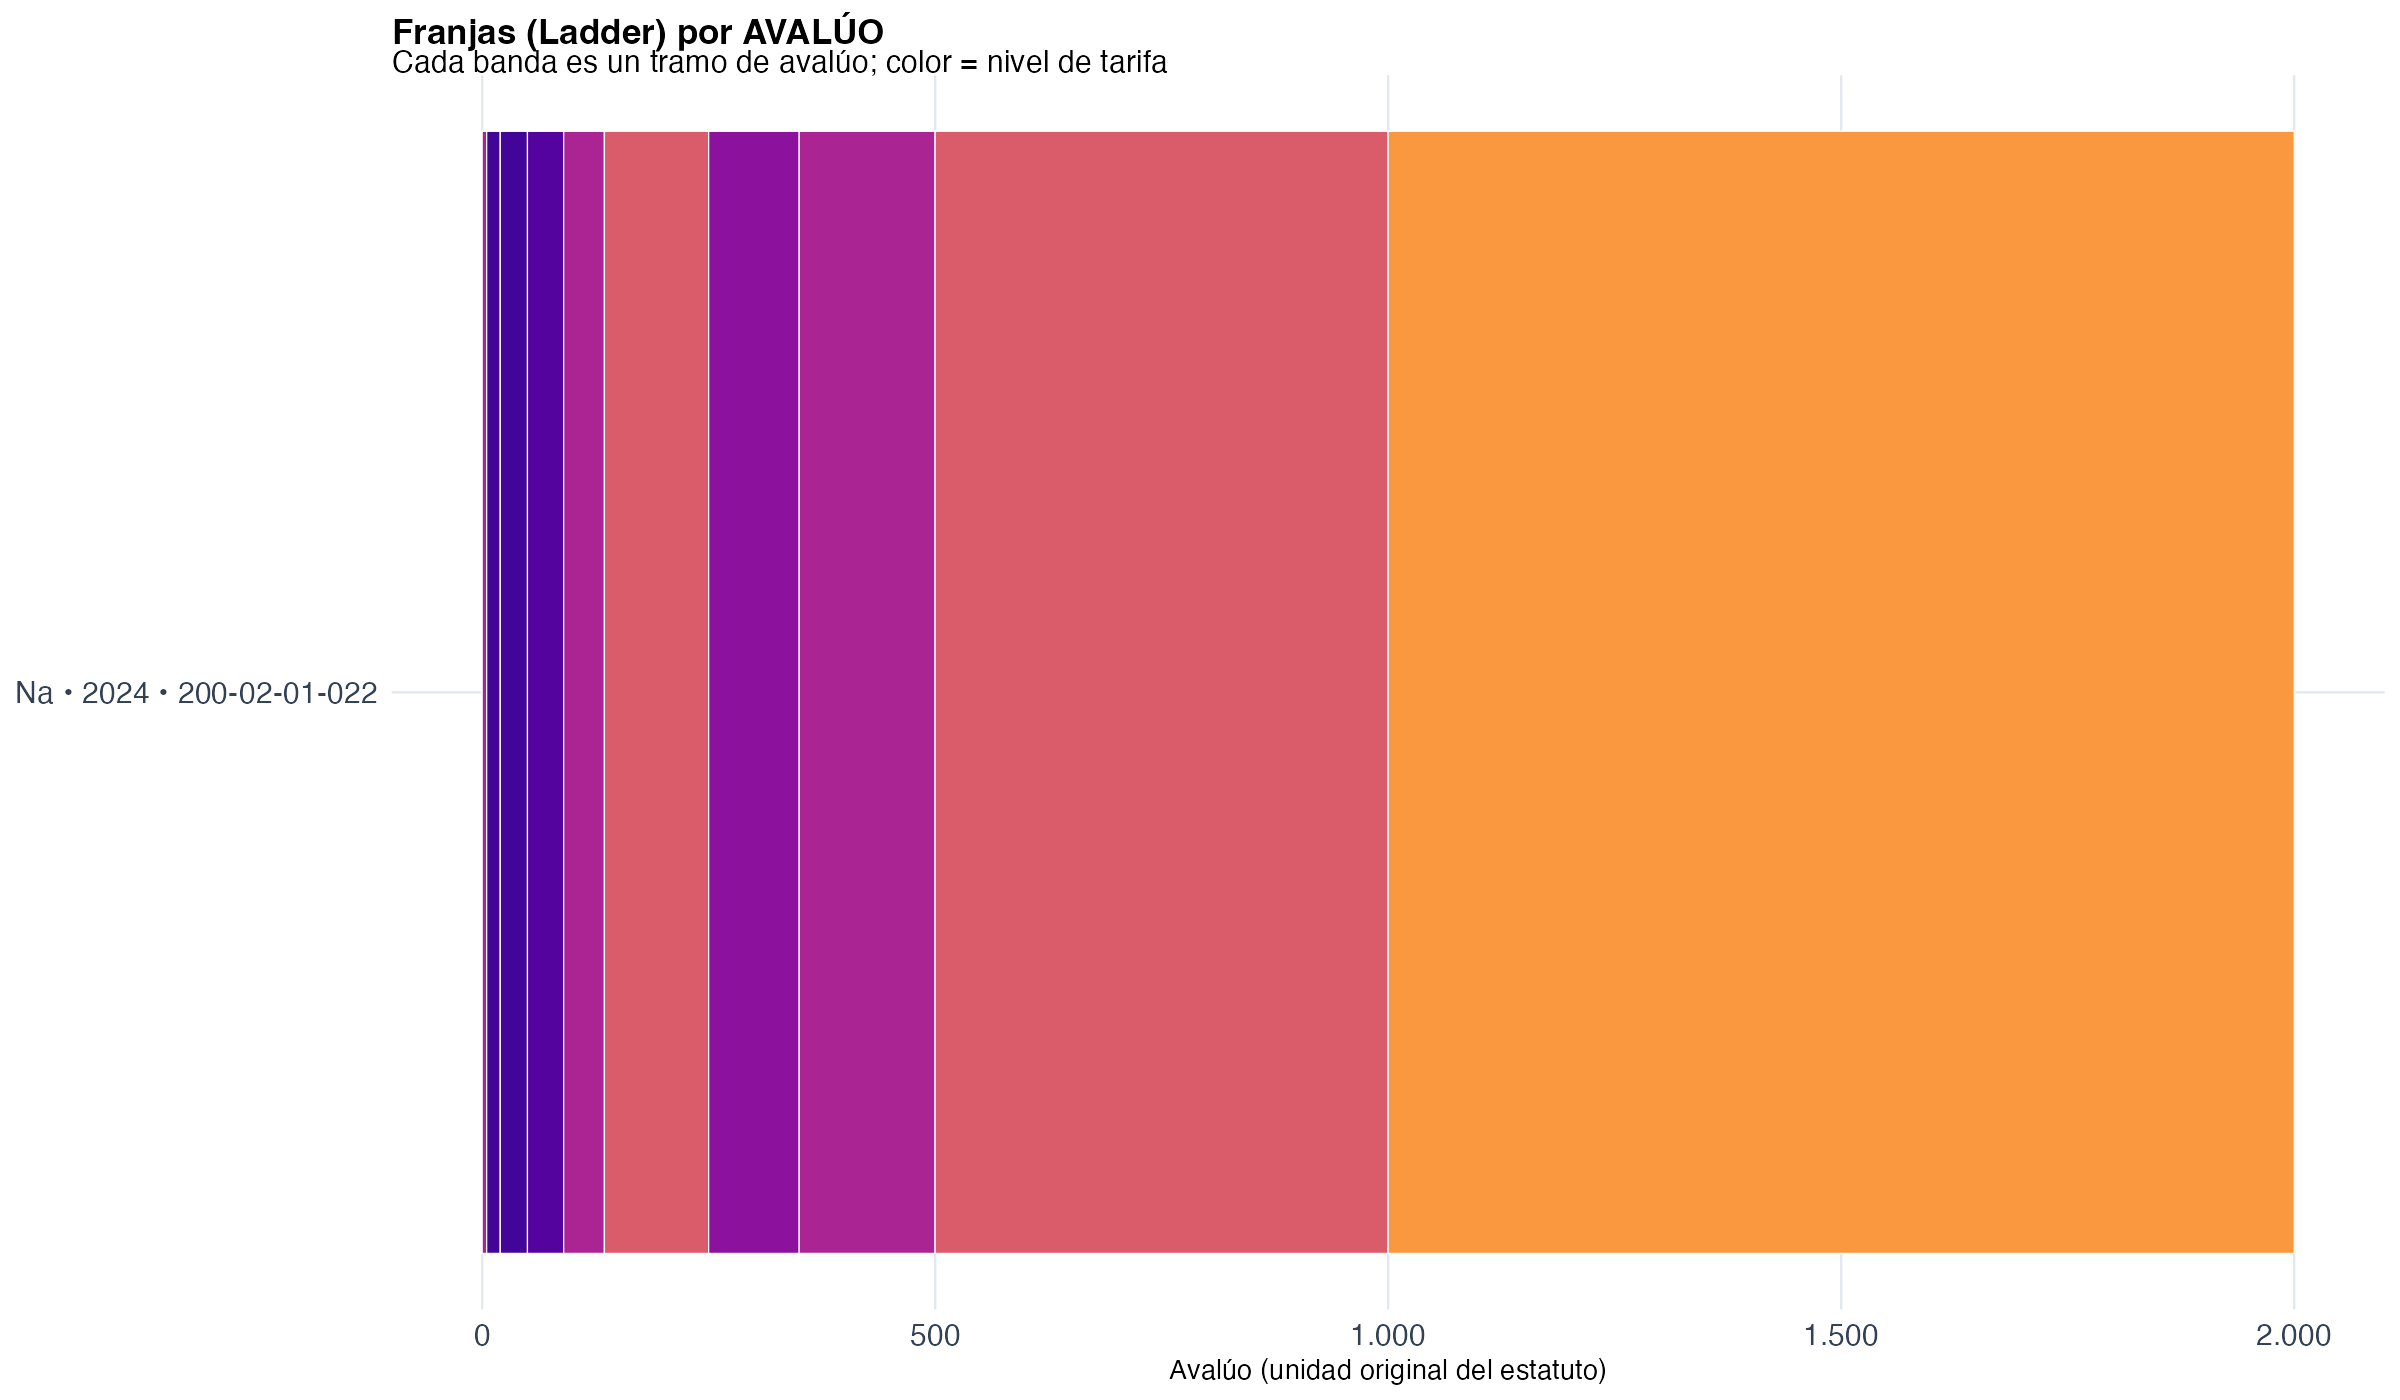 Franjas (Ladder) por AVALÚO
Cada banda es un tramo de avalúo; color = nivel de tarifa
Na • 2024 • 200-02-01-022
0 500 1.000 1.500 2.000
Avalúo (unidad original del estatuto)